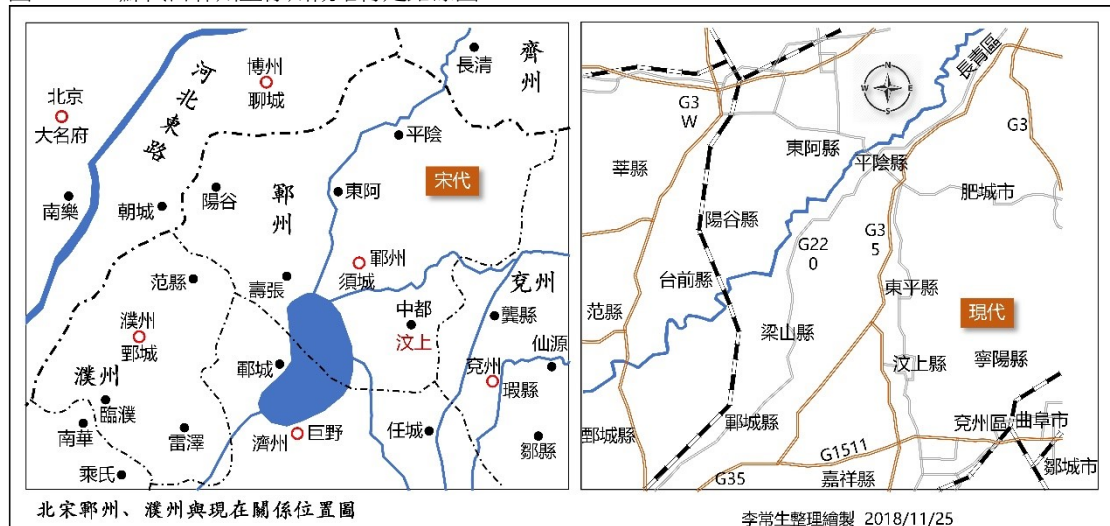 齊州
長清
博州
聊城
河北東路
北京
大名府
平陰
宋代
鄆州
東阿
陽谷
南樂
朝城
鄆州
須城
兗州
范縣
壽張
中都
汶上
龔縣
仙源
濮州
鄄城
鄆城
兗州
瑕縣
濮州
臨濮
南華
雷澤
濟州
巨野
任城
鄒縣
乘氏
北宋鄆州、濮州與現在關係位置圖
長青區
N
W
E
S
G3
W
G3
東阿縣
平陰縣
莘縣
肥城市
陽谷縣
G22
0
G3
5
台前縣
東平縣
范縣
梁山縣
現代
汶上縣
寧陽縣
鄄城縣
鄆城縣
兗州區
曲阜市
G1511
鄒城市
G35
嘉祥縣
李常生整理繪製 2018/11/25